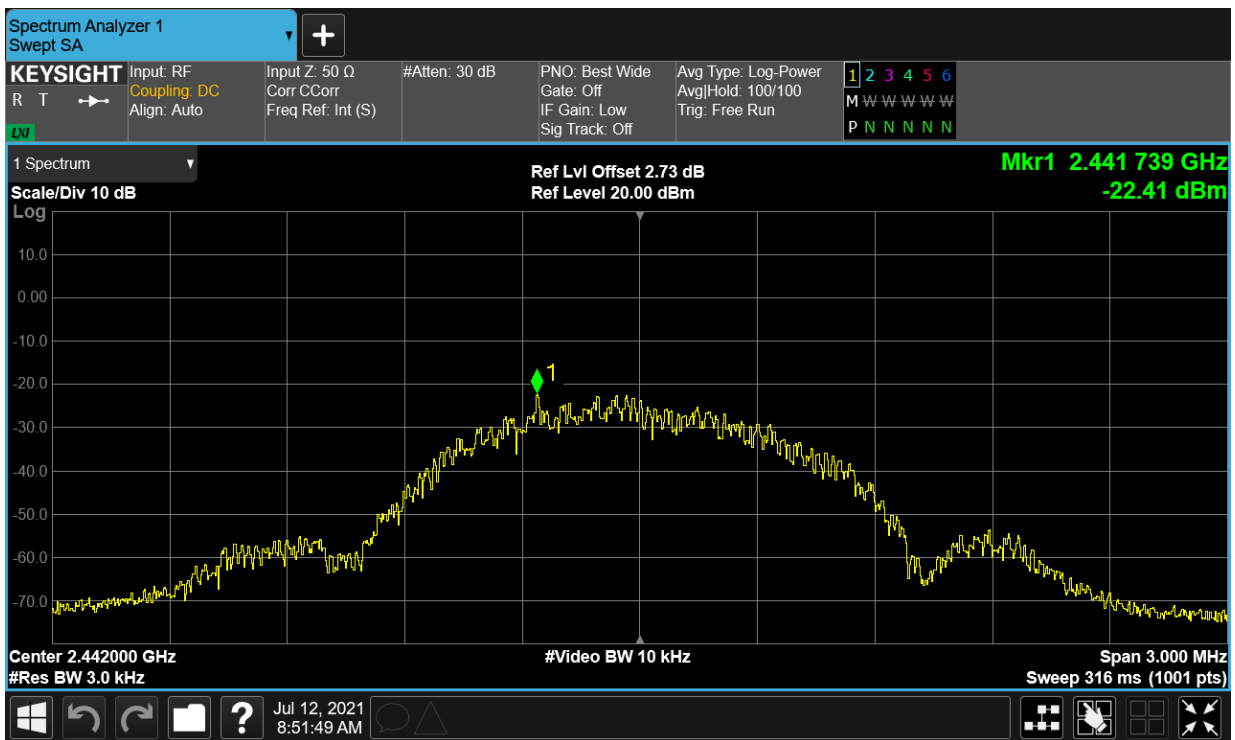 Spectrum Analyzer 1
Swept SA
+
KEYSIGHT
R T
LXI
Input: RF
Coupling: DC
Align: Auto
Input Z: 50 Ω
Corr CCorr
Freq Ref: Int (S)
#Atten: 30 dB
PNO: Best Wide
Gate: Off
IF Gain: Low
Sig Track: Off
Avg Type: Log-Power
Avg|Hold: 100/100
Trig: Free Run
1 2 3 4 5 6
M W W W W W
P N N N N N
1 Spectrum
Scale/Div 10 dB
Log
Ref Lvl Offset 2.73 dB
Ref Level 20.00 dBm
Mkr1 2.441 739 GHz
-22.41 dBm
10.0
0.00
-10.0
-20.0
-30.0
-40.0
-50.0
-60.0
-70.0
1
Center 2.442000 GHz
#Res BW 3.0 kHz
#Video BW 10 kHz
Span 3.000 MHz
Sweep 316 ms (1001 pts)
?
Jul 12, 2021
8:51:49 AM